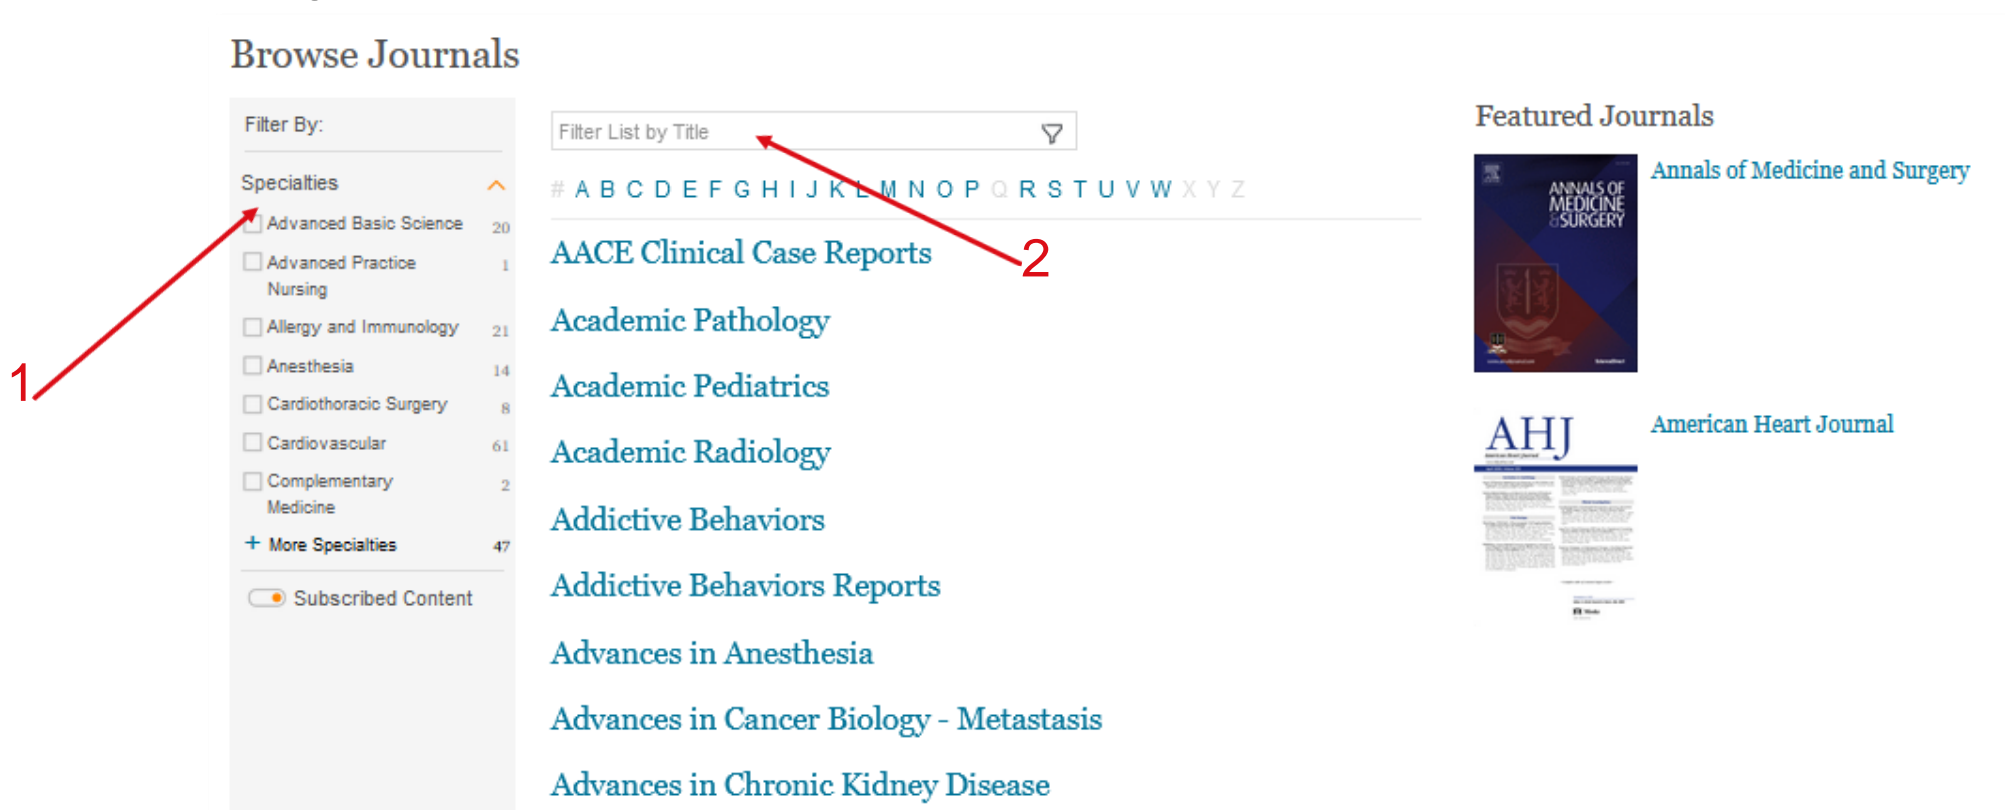 Browse Journals
Filter By:
Specialties
Advanced Basic Science 20
Advanced Practice 1
Nursing
Allergy and Immunology 21
Anesthesia 14
Cardiothoracic Surgery 8
Cardiovascular 61
Complementary 2
Medicine
+ More Specialties 47
Subscribed Content
1
Filter List by Title
# A B C D E F G H I J K L M N O P Q R S T U V W X Y Z
2
AACE Clinical Case Reports
Academic Pathology
Academic Pediatrics
Academic Radiology
Addictive Behaviors
Addictive Behaviors Reports
Advances in Anesthesia
Advances in Cancer Biology - Metastasis
Advances in Chronic Kidney Disease
Featured Journals
ANNALS OF
MEDICINE
&SURGERY
Annals of Medicine and Surgery
AHJ
American Heart Journal